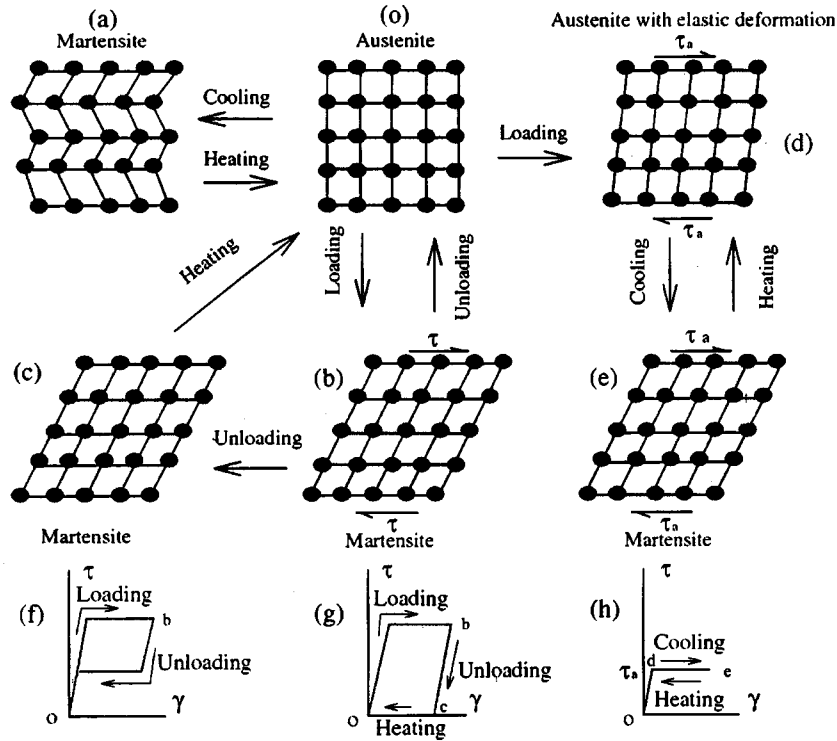 (a)
Martensite
(o)
Austenite
Austenite with elastic deformation
τa
Cooling
Heating
Loading
(d)
τa
Heating
Loading
Unloading
Cooling
Heating
(c)
(b)
τ
(e)
τ a
Unloading
τ
τa
Martensite
Martensite
Martensite
(f)
τ
Loading
b
Unloading
o
γ
(g)
τ
Loading
b
Unloading
c
o
Heating
γ
(h)
τ
Cooling
τa
d
e
Heating
o
γ